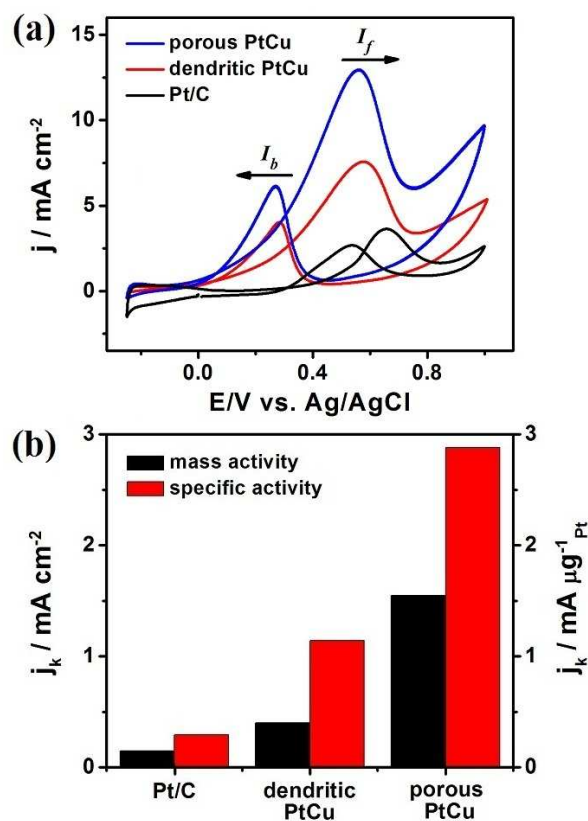 (a)
porous PtCu
dendritic PtCu
Pt/C
I_f
I_b
15
10
5
0
j / mA cm⁻²
0.0 0.4 0.8
E/V vs. Ag/AgCl
(b)
mass activity
specific activity
3
2
1
0
j_k / mA cm⁻²
3
2
1
0
j_k / mA μg⁻¹_Pt
Pt/C dendritic PtCu porous PtCu